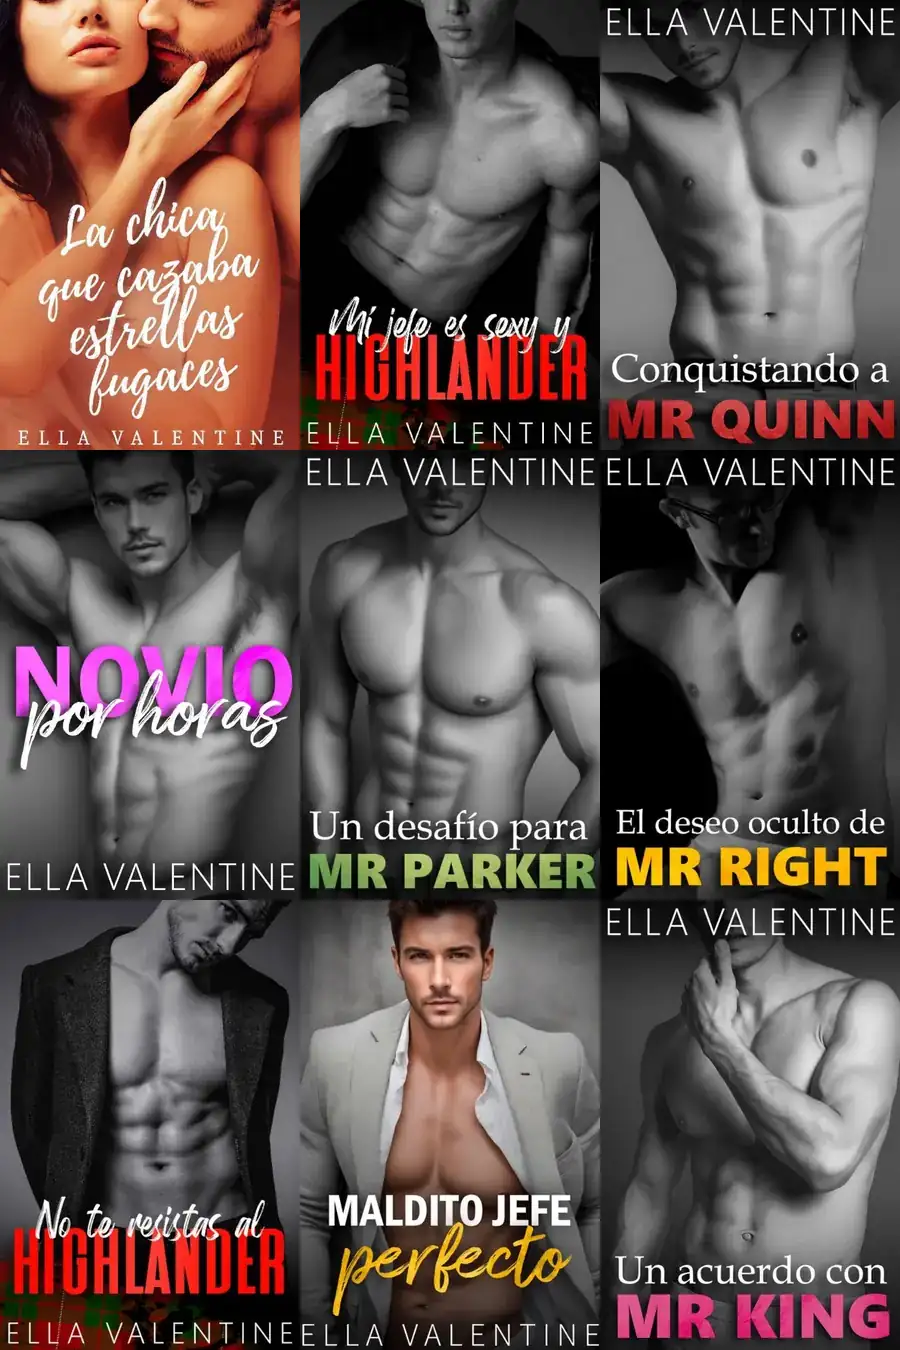 La chica
que cazaba
estrellas
fugaces
ELLA VALENTINE
Mi jefe es sexy y
HIGHLANDER
ELLA VALENTINE
ELLA VALENTINE
Conquistando a
MR QUINN
NOVIO
por horas
ELLA VALENTINE
ELLA VALENTINE
Un desafío para
MR PARKER
ELLA VALENTINE
El deseo oculto de
MR RIGHT
No te resistas al
HIGHLANDER
ELLA VALENTINE
MALDITO JEFE
perfecto
ELLA VALENTINE
ELLA VALENTINE
Un acuerdo con
MR KING